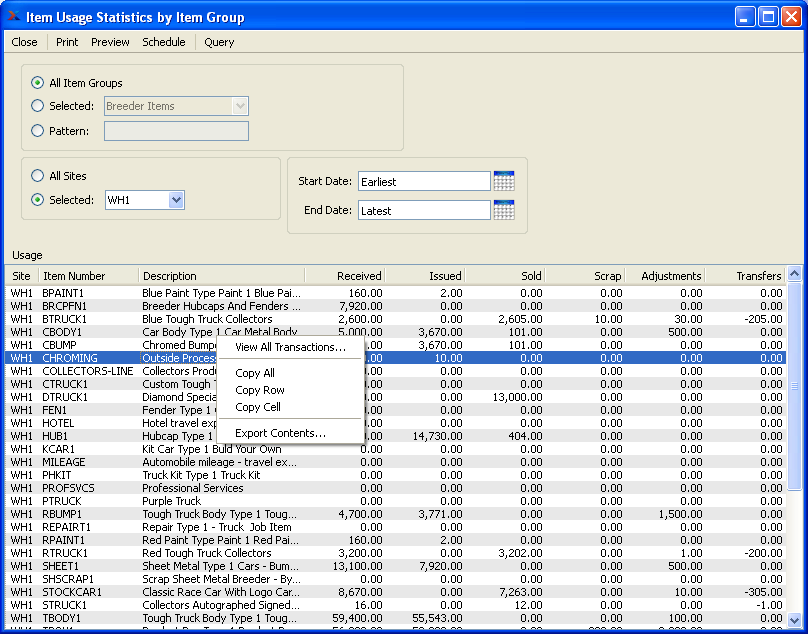 Item Usage Statistics by Item Group
Close Print Preview Schedule Query
All Item Groups
Selected: Breeder Items
Pattern:
All Sites
Selected: WH1
Start Date: Earliest
End Date: Latest
Usage
Site Item Number Description Received Issued Sold Scrap Adjustments Transfers
WH1 BPAINT1 Blue Paint Type Paint 1 Blue Pai... 160.00 2.00 0.00 0.00 0.00 0.00
WH1 BRCPFN1 Breeder Hubcaps And Fenders ... 7,920.00 0.00 0.00 0.00 0.00 0.00
WH1 BTRUCK1 Blue Tough Truck Collectors 2,600.00 0.00 2,605.00 10.00 30.00 -205.00
WH1 CBODY1 Car Body Type 1 Car Metal Body 5,000.00 3,670.00 101.00 0.00 500.00 0.00
WH1 CBUMP Chromed Bumpe 3,670.00 101.00 0.00 0.00 0.00
WH1 CHROMING Outside Process .00 10.00 0.00 0.00 0.00 0.00
WH1 COLLECTORS-LINE Collectors Produ .00 0.00 0.00 0.00 0.00 0.00
WH1 CTRUCK1 Custom Tough T .00 0.00 0.00 0.00 0.00 0.00
WH1 DTRUCK1 Diamond Specia .00 0.00 13,000.00 0.00 0.00 0.00
WH1 FEN1 Fender Type 1 .00 0.00 0.00 0.00 0.00 0.00
WH1 HOTEL Hotel travel exp .00 0.00 0.00 0.00 0.00 0.00
WH1 HUB1 Hubcap Type 1 .00 14,730.00 404.00 0.00 0.00 0.00
WH1 KCAR1 Kit Car Type 1 Buld Your Own 0.00 0.00 0.00 0.00 0.00 0.00
WH1 MILEAGE Automobile mileage - travel ex... 0.00 0.00 0.00 0.00 0.00 0.00
WH1 PHKIT Truck Kit Type 1 Truck Kit 0.00 0.00 0.00 0.00 0.00 0.00
WH1 PROFSVCS Professional Services 0.00 0.00 0.00 0.00 0.00 0.00
WH1 PTRUCK Purple Truck 0.00 0.00 0.00 0.00 0.00 0.00
WH1 RBUMP1 Tough Truck Body Type 1 Toug... 4,700.00 3,771.00 0.00 0.00 1,500.00 0.00
WH1 REPAIRT1 Repair Type 1 - Truck Job Item 0.00 0.00 0.00 0.00 0.00 0.00
WH1 RPAINT1 Red Paint Type Paint 1 Red Pai... 160.00 2.00 0.00 0.00 0.00 0.00
WH1 RTRUCK1 Red Tough Truck Collectors 3,200.00 0.00 3,202.00 0.00 1.00 -200.00
WH1 SHEET1 Sheet Metal Type 1 Cars - Bum... 13,100.00 7,920.00 0.00 0.00 500.00 0.00
WH1 SHSCRAP1 Scrap Sheet Metal Breeder - By... 0.00 0.00 0.00 0.00 0.00 0.00
WH1 STOCKCAR1 Classic Race Car With Logo Car... 8,670.00 0.00 7,263.00 0.00 10.00 -305.00
WH1 STRUCK1 Collectors Autographed Signed... 16.00 0.00 12.00 0.00 0.00 -1.00
WH1 TBODY1 Tough Truck Body Type 1 Toug... 59,400.00 55,543.00 0.00 0.00 100.00 0.00
View All Transactions...
Copy All
Copy Row
Copy Cell
Export Contents...